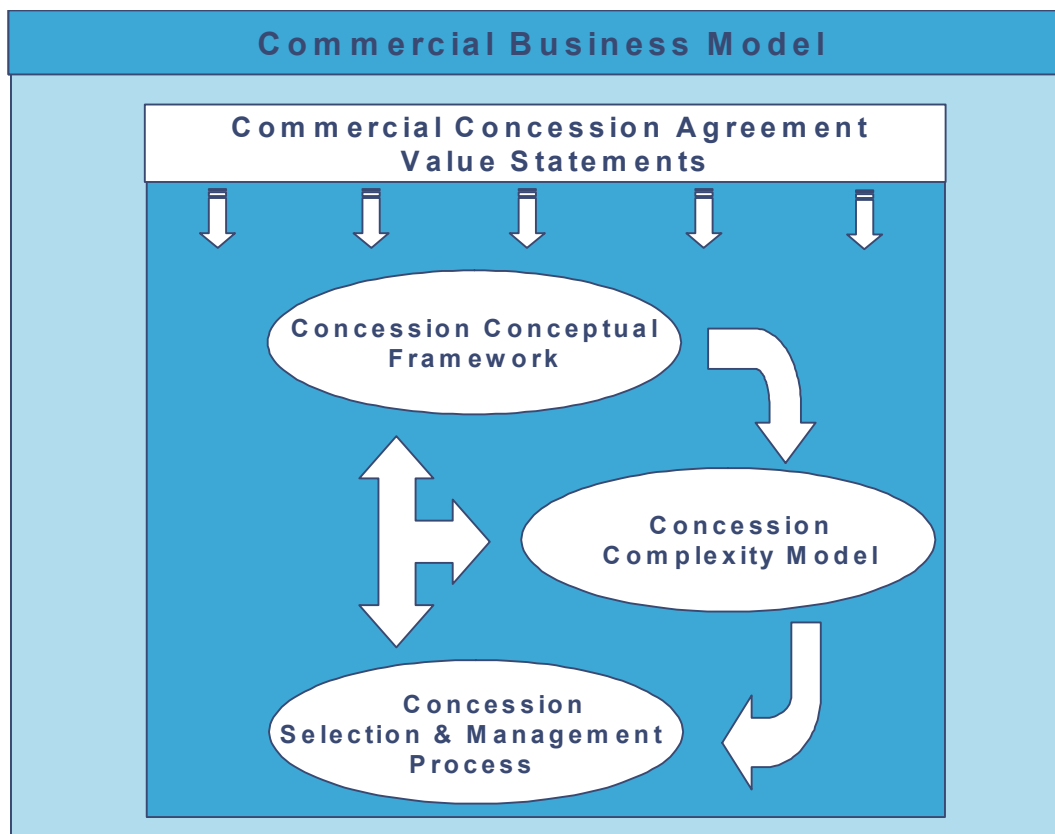 Commercial Business Model
Commercial Concession Agreement
Value Statements
Concession Conceptual
Framework
Concession
Complexity Model
Concession
Selection & Management
Process